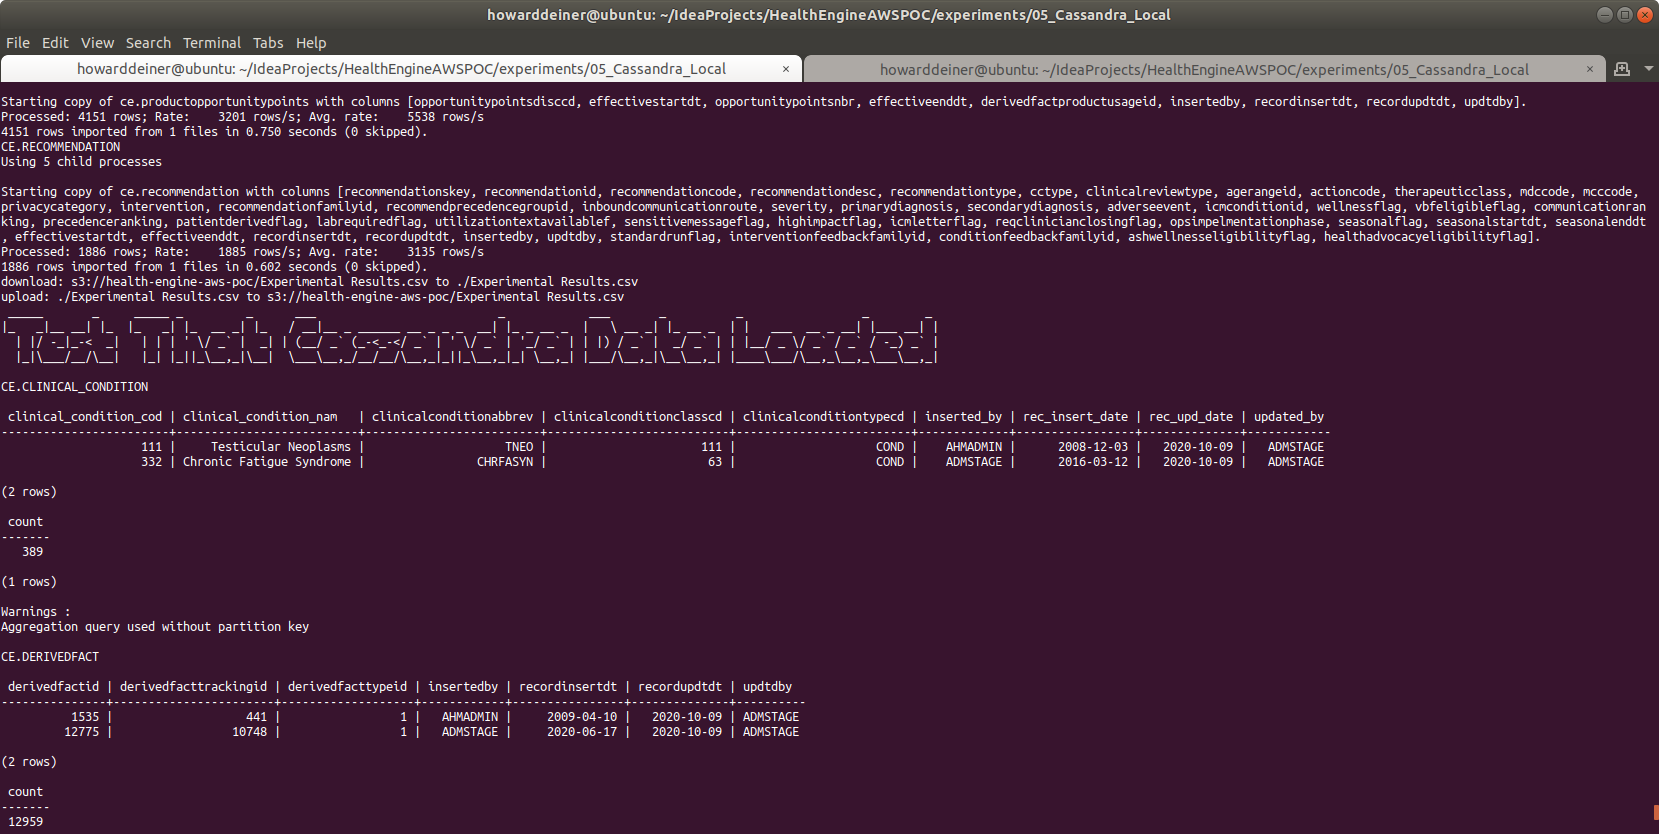 howarddeiner@ubuntu: ~/IdeaProjects/HealthEngineAWSPOC/experiments/05_Cassandra_Local
File Edit View Search Terminal Tabs Help
howarddeiner@ubuntu: ~/IdeaProjects/HealthEngineAWSPOC/experiments/05_Cassandra_Local × howarddeiner@ubuntu: ~/IdeaProjects/HealthEngineAWSPOC/experiments/05_Cassandra_Local ×
Starting copy of ce.productopportunitypoints with columns [opportunitypointsdisccd, effectivestartdt, opportunitypointsnbr, effectiveenddt, derivedfactproductusageid, insertedby, recordinsertdt, recordupdtdt, updtdby].
Processed: 4151 rows; Rate:    3201 rows/s; Avg. rate:    5538 rows/s
4151 rows imported from 1 files in 0.750 seconds (0 skipped).
CE.RECOMMENDATION
Using 5 child processes
Starting copy of ce.recommendation with columns [recommendationskey, recommendationid, recommendationcode, recommendationdesc, recommendationtype, cctype, clinicalreviewtype, agerangeid, actioncode, therapeuticclass, mdccode, mcccode,
privacycategory, intervention, recommendationfamilyid, recommendprecedencegroupid, inboundcommunicationroute, severity, primarydiagnosis, secondarydiagnosis, adverseevent, icmconditionid, wellnessflag, vbfeligibleflag, communicationran
king, precedenceranking, patientderivedflag, labrequiredflag, utilizationtextavailablef, sensitivemessageflag, highimpactflag, icmletterflag, reqclinicianclosingflag, opsimpelmentationphase, seasonalflag, seasonalstartdt, seasonalenddt
, effectivestartdt, effectiveenddt, recordinsertdt, recordupdtdt, insertedby, updtdby, standardrunflag, interventionfeedbackfamilyid, conditionfeedbackfamilyid, ashwellnesseligibilityflag, healthadvocacyeligibilityflag].
Processed: 1886 rows; Rate:    1885 rows/s; Avg. rate:    3135 rows/s
1886 rows imported from 1 files in 0.602 seconds (0 skipped).
download: s3://health-engine-aws-poc/Experimental Results.csv to ./Experimental Results.csv
upload: ./Experimental Results.csv to s3://health-engine-aws-poc/Experimental Results.csv
Test That Cassandra Data Loaded
CE.CLINICAL_CONDITION
clinical_condition_cod | clinical_condition_nam | clinicalconditionabbrev | clinicalconditionclasscd | clinicalconditiontypecd | inserted_by | rec_insert_date | rec_upd_date | updated_by
111 | Testicular Neoplasms | TNEO | 111 | COND | AHMADMIN | 2008-12-03 | 2020-10-09 | ADMSTAGE
332 | Chronic Fatigue Syndrome | CHRFASYN | 63 | COND | ADMSTAGE | 2016-03-12 | 2020-10-09 | ADMSTAGE
(2 rows)
count
389
(1 rows)
Warnings :
Aggregation query used without partition key
CE.DERIVEDFACT
derivedfactid | derivedfacttrackingid | derivedfacttypeid | insertedby | recordinsertdt | recordupdtdt | updtdby
1535 | 441 | 1 | AHMADMIN | 2009-04-10 | 2020-10-09 | ADMSTAGE
12775 | 10748 | 1 | ADMSTAGE | 2020-06-17 | 2020-10-09 | ADMSTAGE
(2 rows)
count
12959